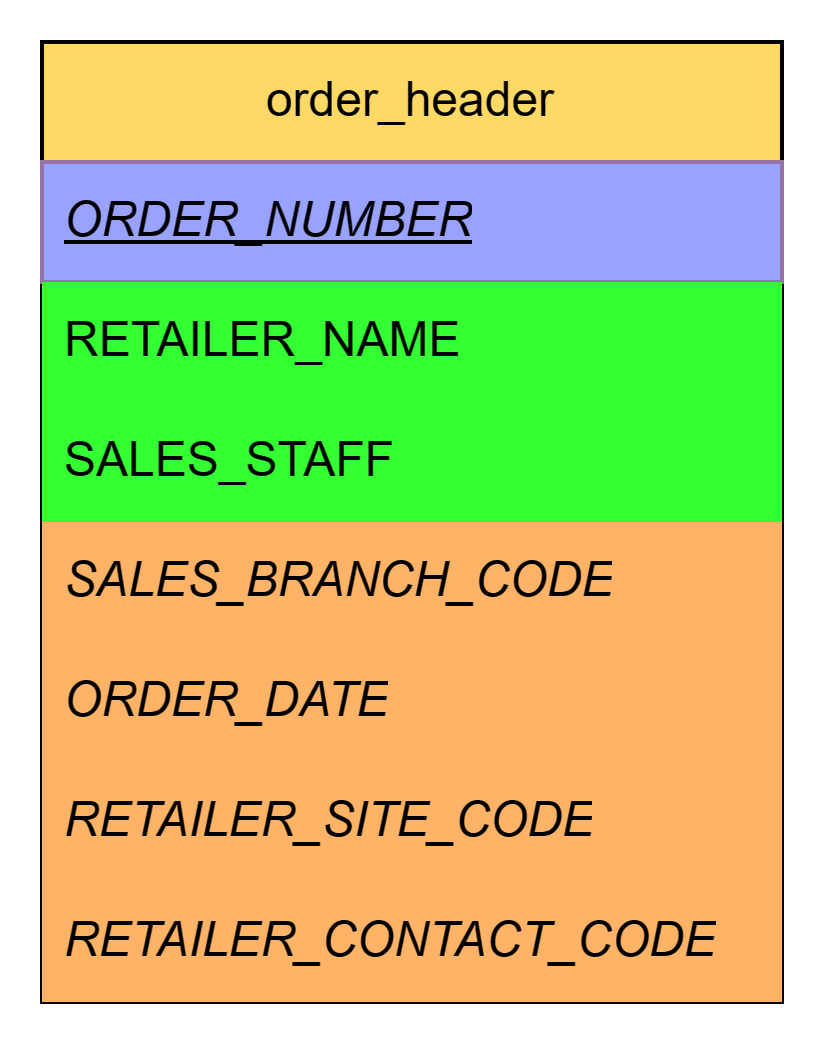 order_header
ORDER_NUMBER
RETAILER_NAME
SALES_STAFF
SALES_BRANCH_CODE
ORDER_DATE
RETAILER_SITE_CODE
RETAILER_CONTACT_CODE